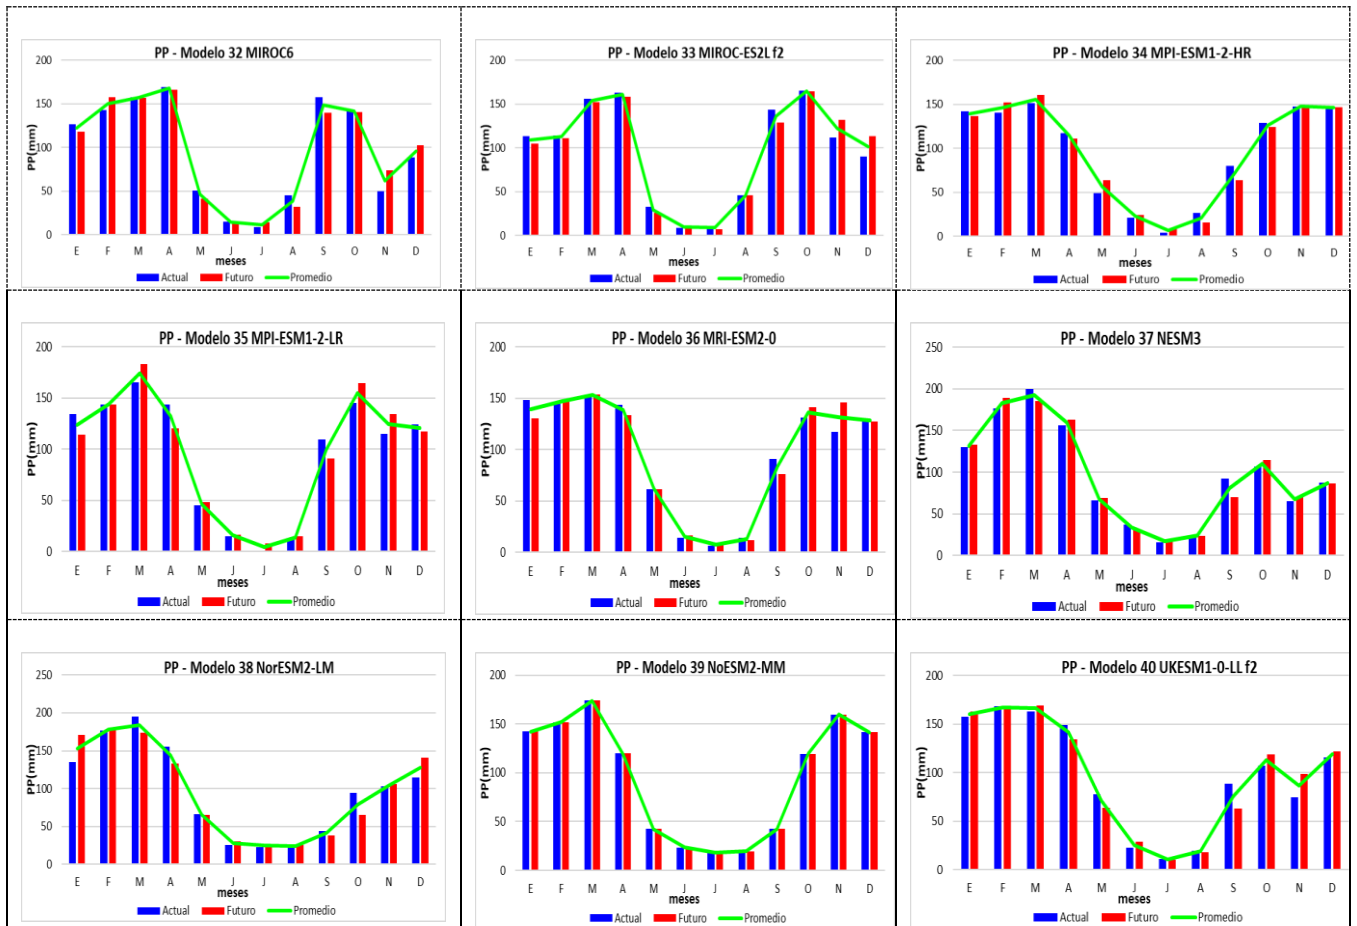 PP - Modelo 32 MIROC6
200
150
100
50
0
PP(mm)
E F M A M J J A S O N D
meses
Actual Futuro Promedio
PP - Modelo 33 MIROC-ES2L f2
200
150
100
50
0
PP(mm)
E F M A M J J A S O N D
meses
Actual Futuro Promedio
PP - Modelo 34 MPI-ESM1-2-HR
200
150
100
50
0
PP(mm)
E F M A M J J A S O N D
meses
Actual Futuro Promedio
PP - Modelo 35 MPI-ESM1-2-LR
200
150
100
50
0
PP(mm)
E F M A M J J A S O N D
meses
Actual Futuro Promedio
PP - Modelo 36 MRI-ESM2-0
200
150
100
50
0
PP(mm)
E F M A M J J A S O N D
meses
Actual Futuro Promedio
PP - Modelo 37 NESM3
250
200
150
100
50
0
PP(mm)
E F M A M J J A S O N D
meses
Actual Futuro Promedio
PP - Modelo 38 NorESM2-LM
250
200
150
100
50
0
PP(mm)
E F M A M J J A S O N D
meses
Actual Futuro Promedio
PP - Modelo 39 NoESM2-MM
200
150
100
50
0
PP(mm)
E F M A M J J A S O N D
meses
Actual Futuro Promedio
PP - Modelo 40 UKESM1-0-LL f2
200
150
100
50
0
PP(mm)
E F M A M J J A S O N D
meses
Actual Futuro Promedio